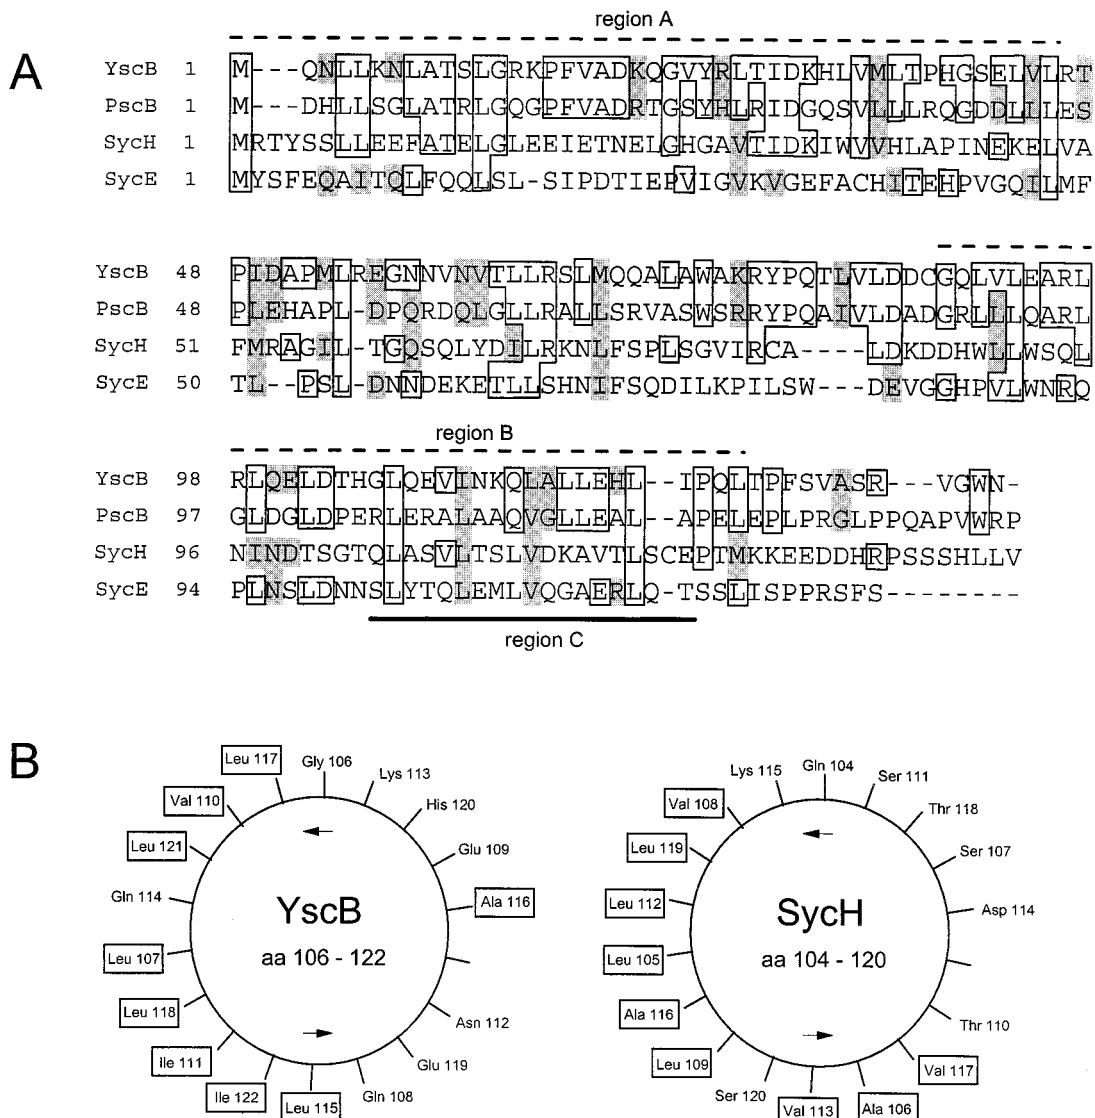 A
region A
YscB 1 M---QNLLKNLATSLGRKPFVADKQGVYRLTIDKHLVMLTPHGSELVLRT
PscB 1 M---DHLLSGLATRLGQGPFVADRTGSYHLRIDGQSVLLLRQGDDLLLES
SycH 1 MRTYSSLLEEFATELGLEEIETNELGHGAVTIDKIWVVHLAPINEKELVA
SycE 1 MYSFEQAITQLFQQLSL-SIPDTIEPVIGVKVGEFACHITEHPVGQILMF
YscB 48 PIDAPMLREGNNVNVTLLRSLMQQALAWAKRYPQTLVLDDCGQLVLEARL
PscB 48 PLEHAPL-DPQRDQLGLLRALLSRVASWSRRYPQAIVLDADGRLLLQARL
SycH 51 FMRAGIL-TGQSQLYDILRKNLFSPLSGVIRCA----LDKDDHWLLWSQL
SycE 50 TL--PSL-DNNDEKETLLSHNIFSQDILKPILSW---DEVGGHPVLWNRQ
region B
YscB 98 RLQELDTHGLQEVINKQLALLEHL--IPQLTPFSVASR---VGWN-
PscB 97 GLDGLDPERLERALAAQVGLLEAL--APELEPLPRGLPPQAPVWRP
SycH 96 NINDTSGTQLASVLTSLVDKAVTLSCEPTMKKEEDDHRPSSSHLLV
SycE 94 PLNSLDNNSLYTQLEMLVQGAERLQ-TSSLISPPRSFS--------
region C
B
Gly 106
Lys 113
His 120
Glu 109
Ala 116
Asn 112
Glu 119
Gln 108
Leu 115
Ile 122
Ile 111
Leu 118
Leu 107
Gln 114
Leu 121
Val 110
Leu 117
YscB
aa 106 - 122
Gln 104
Ser 111
Thr 118
Ser 107
Asp 114
Thr 110
Val 117
Ala 106
Val 113
Ser 120
Leu 109
Ala 116
Leu 105
Leu 112
Leu 119
Val 108
Lys 115
SycH
aa 104 - 120